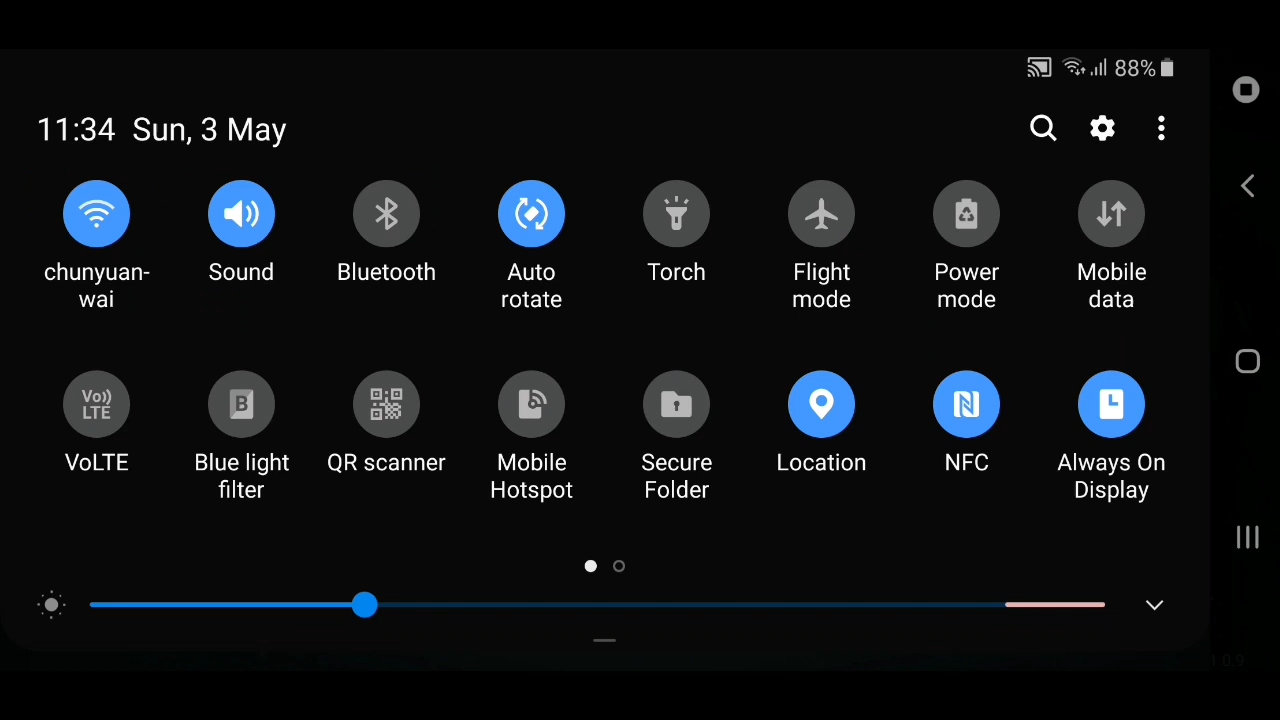 88%
11:34 Sun, 3 May
chunyuan-
wai
Sound
Bluetooth
Auto
rotate
Torch
Flight
mode
Power
mode
Mobile
data
Vo))
LTE
B
VoLTE
Blue light
filter
QR scanner
Mobile
Hotspot
Secure
Folder
Location
NFC
Always On
Display